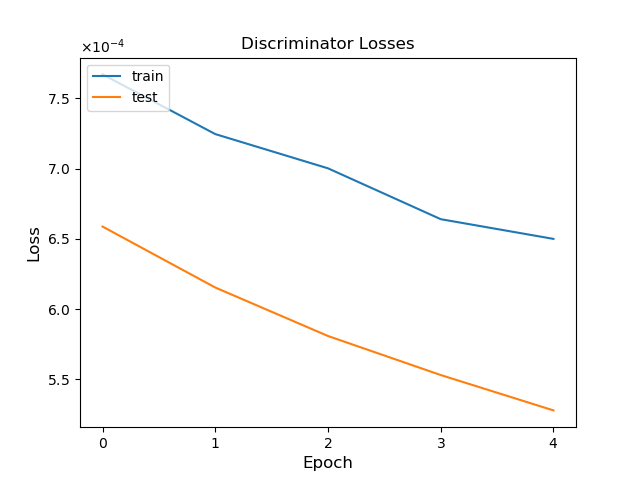 ×10⁻⁴
Discriminator Losses
train
test
7.5
7.0
6.5
6.0
5.5
Loss
0 1 2 3 4
Epoch